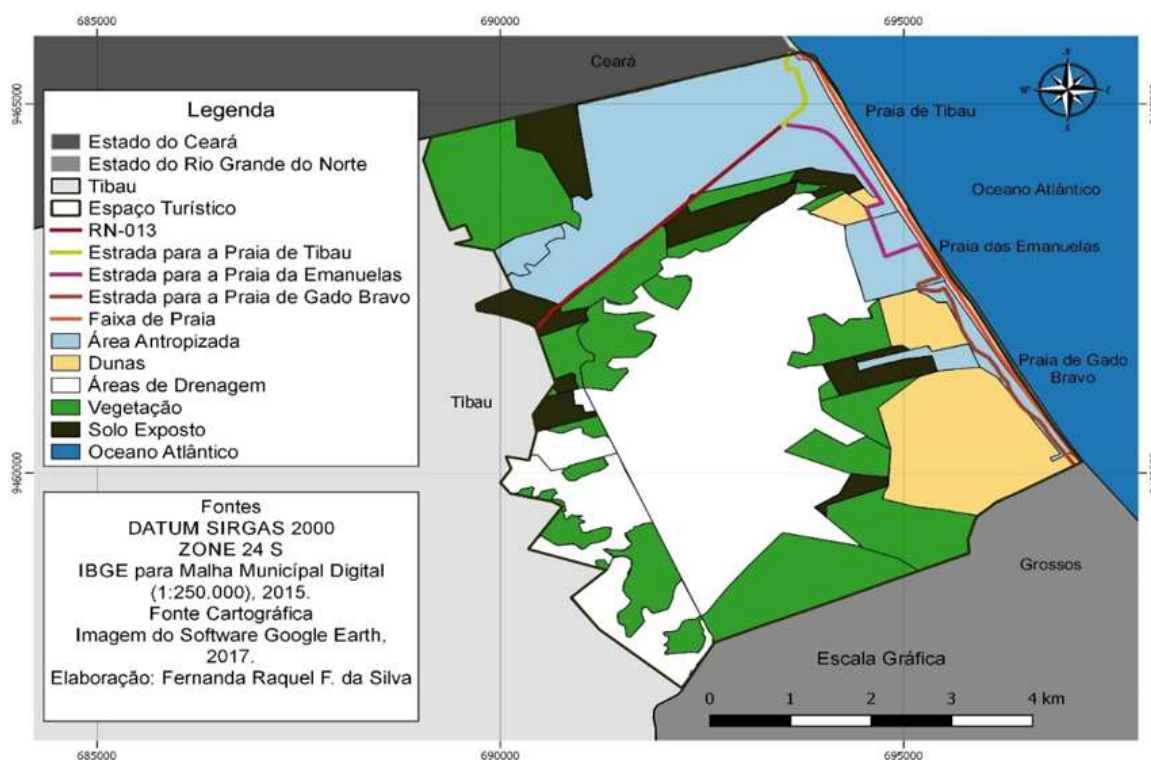 685000
690000
695000
Ceará
N
W
E
S
9465000
Praia de Tibau
Legenda
Estado do Ceará
Estado do Rio Grande do Norte
Tibau
Espaço Turístico
RN-013
Estrada para a Praia de Tibau
Estrada para a Praia da Emanuelas
Estrada para a Praia de Gado Bravo
Faixa de Praia
Área Antropizada
Dunas
Áreas de Drenagem
Vegetação
Solo Exposto
Oceano Atlântico
Oceano Atlântico
Praia das Emanuelas
Praia de Gado
Bravo
Tibau
9460000
Fontes
DATUM SIRGAS 2000
ZONE 24 S
IBGE para Malha Municípal Digital
(1:250.000), 2015.
Fonte Cartográfica
Imagem do Software Google Earth,
2017.
Elaboração: Fernanda Raquel F. da Silva
Grossos
Escala Gráfica
0 1 2 3 4 km
685000
690000
695000